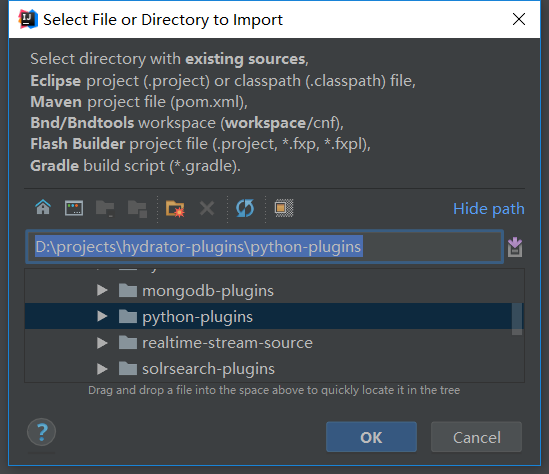 Select File or Directory to Import
Select directory with existing sources,
Eclipse project (.project) or classpath (.classpath) file,
Maven project file (pom.xml),
Bnd/Bndtools workspace (workspace/cnf),
Flash Builder project file (.project, *.fxp, *.fxpl),
Gradle build script (*.gradle).
Hide path
D:\projects\hydrator-plugins\python-plugins
mongodb-plugins
python-plugins
realtime-stream-source
solrsearch-plugins
Drag and drop a file into the space above to quickly locate it in the tree
? OK Cancel